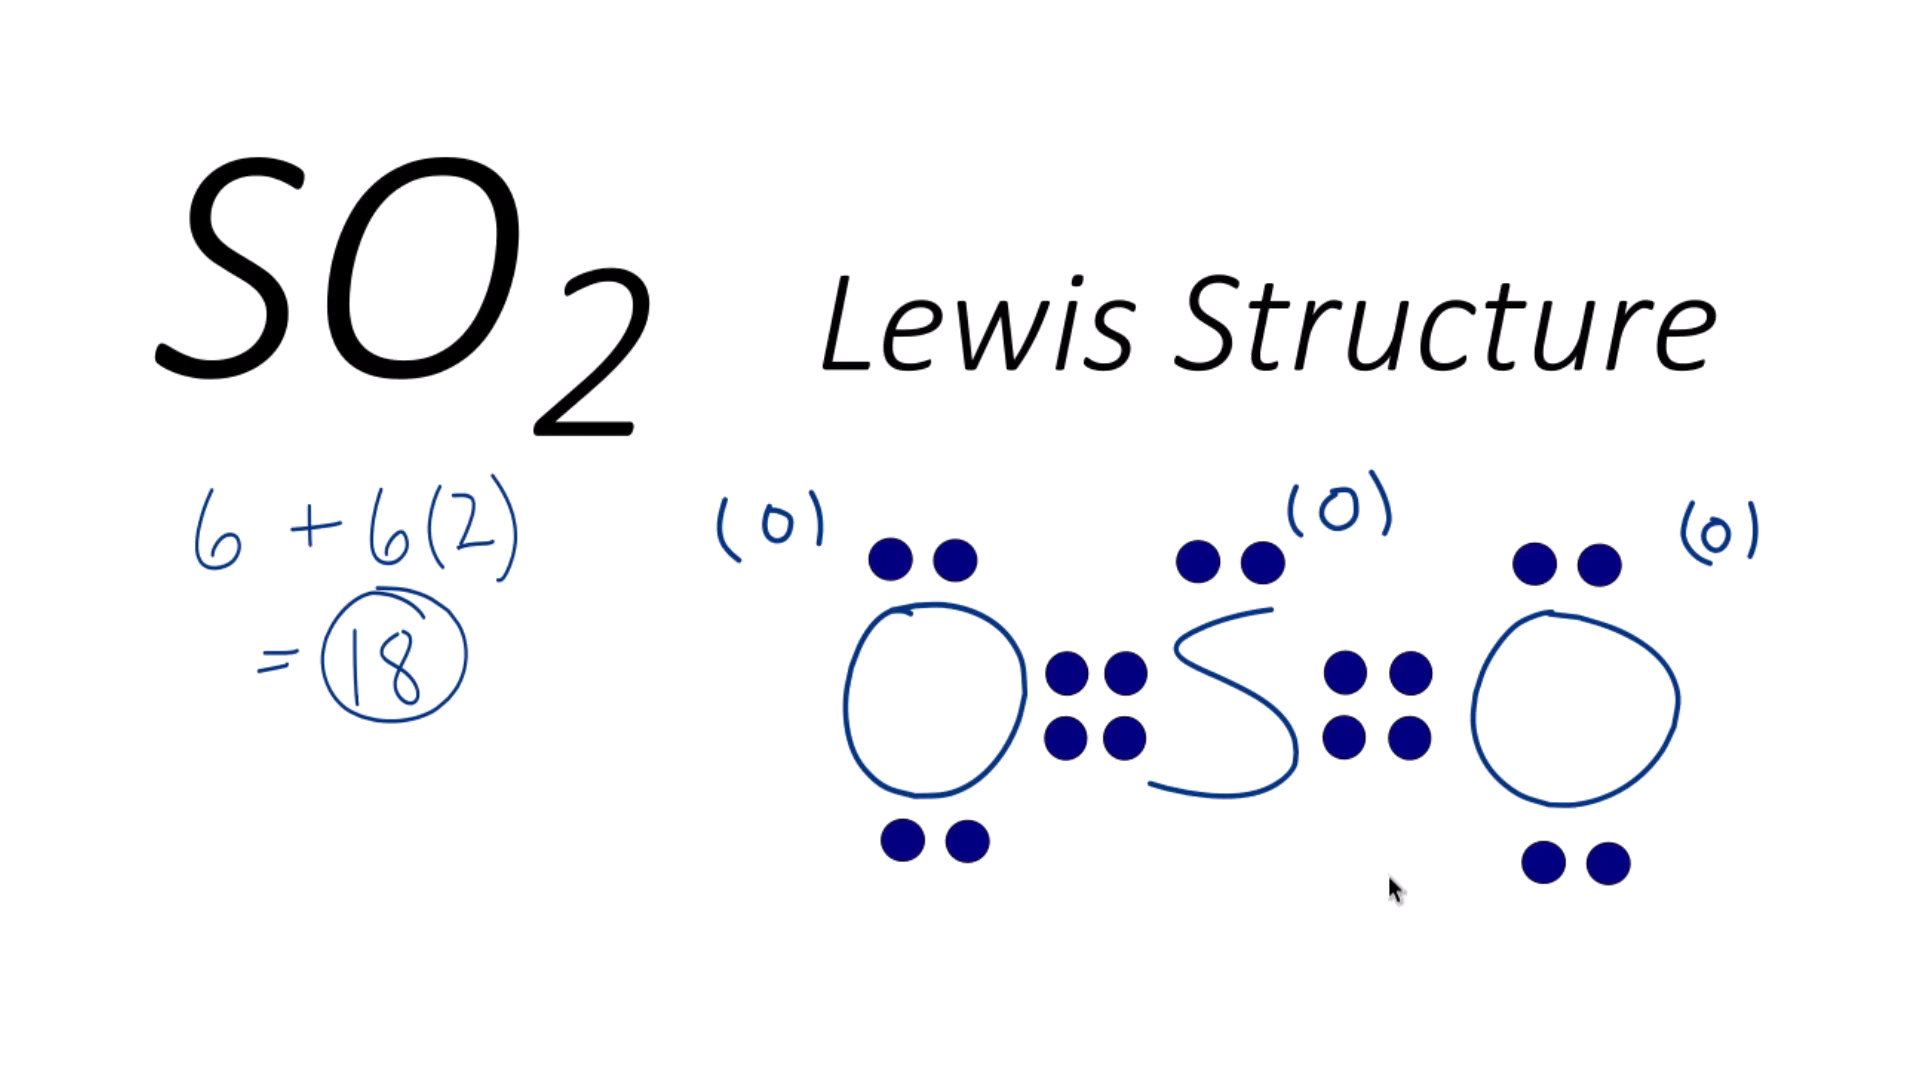 SO₂ Lewis Structure
6 + 6(2)
= 18
(0) (0) (0)
O S O